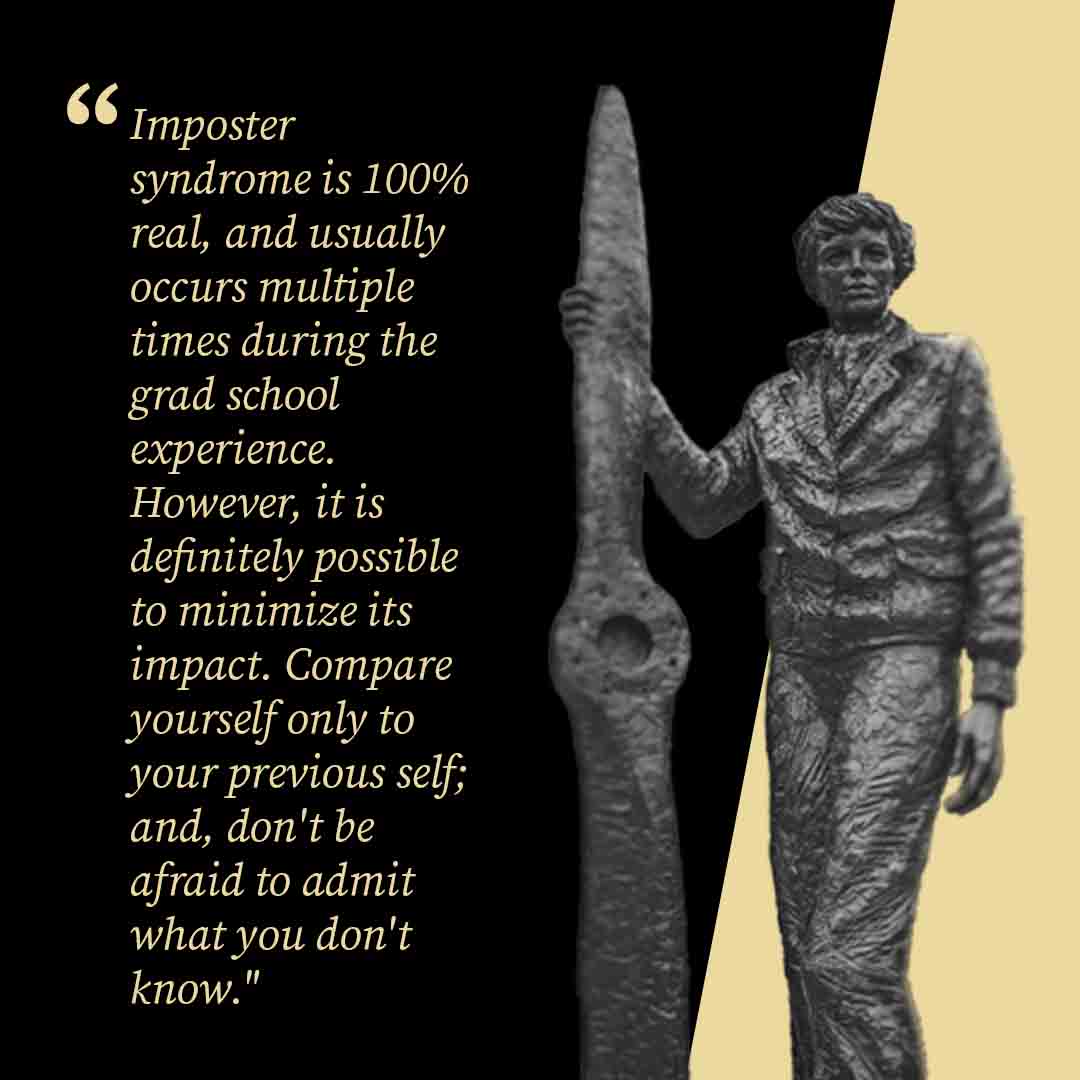 “ Imposter
syndrome is 100%
real, and usually
occurs multiple
times during the
grad school
experience.
However, it is
definitely possible
to minimize its
impact. Compare
yourself only to
your previous self;
and, don't be
afraid to admit
what you don't
know."